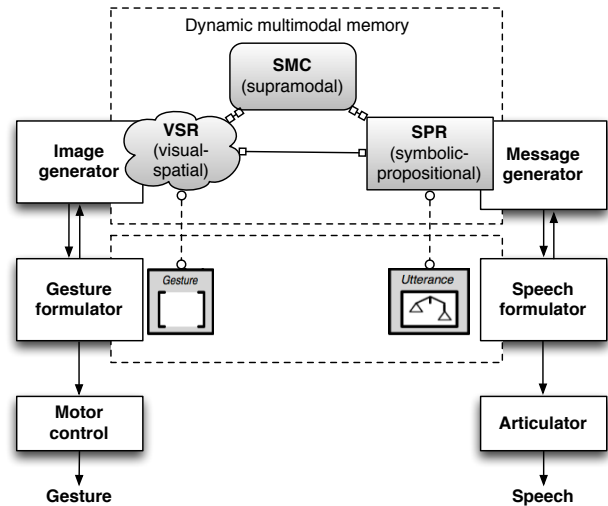 Dynamic multimodal memory
SMC
(supramodal)
VSR
(visual-
spatial)
SPR
(symbolic-
propositional)
Image
generator
Message
generator
Gesture
formulator
Gesture
Utterance
Speech
formulator
Motor
control
Articulator
Gesture
Speech